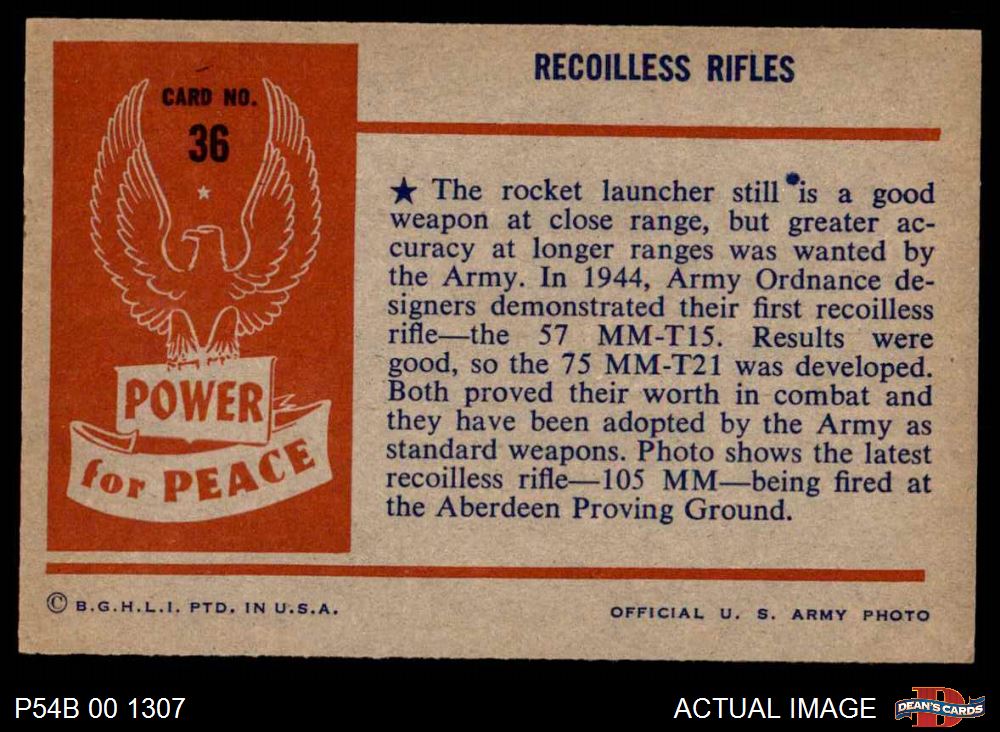 CARD NO.
36
POWER
for PEACE
RECOILLESS RIFLES
★ The rocket launcher still is a good
weapon at close range, but greater ac-
curacy at longer ranges was wanted by
the Army. In 1944, Army Ordnance de-
signers demonstrated their first recoilless
rifle—the 57 MM-T15. Results were
good, so the 75 MM-T21 was developed.
Both proved their worth in combat and
they have been adopted by the Army as
standard weapons. Photo shows the latest
recoilless rifle—105 MM—being fired at
the Aberdeen Proving Ground.
© B.G.H.L.I. PTD. IN U.S.A.
OFFICIAL U. S. ARMY PHOTO
P54B 00 1307
ACTUAL IMAGE
D
DEAN'S CARDS